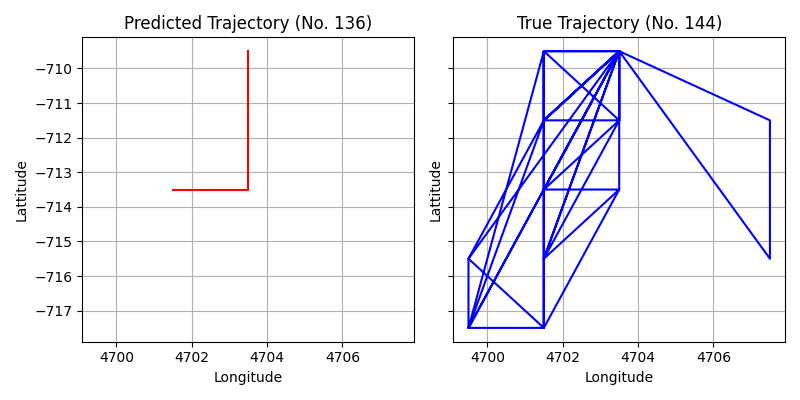 Predicted Trajectory (No. 136)
True Trajectory (No. 144)
Lattitude
−710
−711
−712
−713
−714
−715
−716
−717
4700
4702
4704
4706
Longitude
Lattitude
4700
4702
4704
4706
Longitude